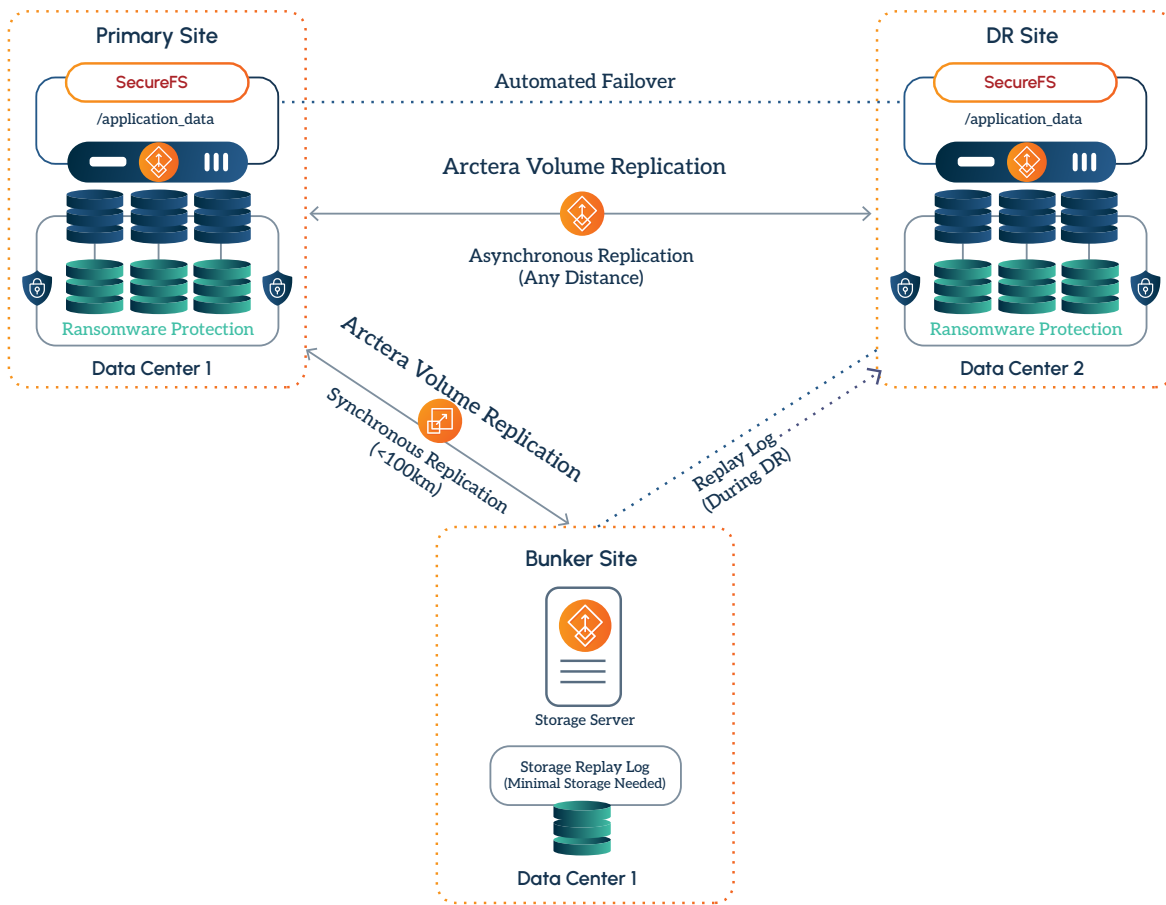 Primary Site
SecureFS
/application_data
Ransomware Protection
Data Center 1
Automated Failover
Arctera Volume Replication
Asynchronous Replication
(Any Distance)
DR Site
SecureFS
/application_data
Ransomware Protection
Data Center 2
Arctera Volume Replication
Synchronous Replication
(<100km)
Replay Log
(During DR)
Bunker Site
Storage Server
Storage Replay Log
(Minimal Storage Needed)
Data Center 1